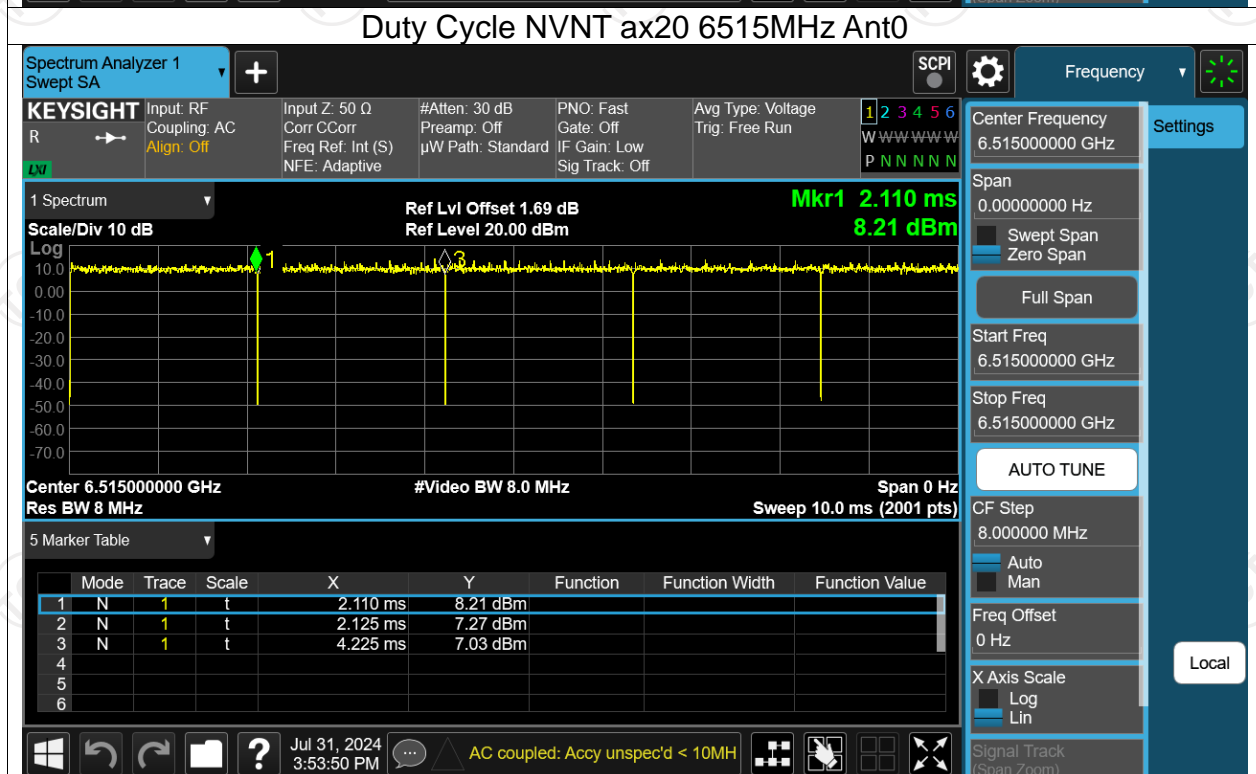 Duty Cycle NVNT ax20 6515MHz Ant0
Spectrum Analyzer 1
Swept SA
+
SCPI
Frequency
KEYSIGHT
R
LXI
Input: RF
Coupling: AC
Align: Off
Input Z: 50 Ω
Corr CCorr
Freq Ref: Int (S)
NFE: Adaptive
#Atten: 30 dB
Preamp: Off
µW Path: Standard
PNO: Fast
Gate: Off
IF Gain: Low
Sig Track: Off
Avg Type: Voltage
Trig: Free Run
1 2 3 4 5 6
W W W W W W
P N N N N N
Center Frequency
6.515000000 GHz
Settings
Span
0.00000000 Hz
Swept Span
Zero Span
Full Span
Start Freq
6.515000000 GHz
Stop Freq
6.515000000 GHz
AUTO TUNE
CF Step
8.000000 MHz
Auto
Man
Freq Offset
0 Hz
X Axis Scale
Log
Lin
Signal Track
(Span Zoom)
Local
1 Spectrum
Scale/Div 10 dB
Ref Lvl Offset 1.69 dB
Ref Level 20.00 dBm
Mkr1 2.110 ms
8.21 dBm
Log
10.0
0.00
-10.0
-20.0
-30.0
-40.0
-50.0
-60.0
-70.0
1
3
Center 6.515000000 GHz
#Video BW 8.0 MHz
Span 0 Hz
Res BW 8 MHz
Sweep 10.0 ms (2001 pts)
5 Marker Table
Mode Trace Scale X Y Function Function Width Function Value
1 N 1 t 2.110 ms 8.21 dBm
2 N 1 t 2.125 ms 7.27 dBm
3 N 1 t 4.225 ms 7.03 dBm
4
5
6
?
Jul 31, 2024
3:53:50 PM
AC coupled: Accy unspec'd < 10MH